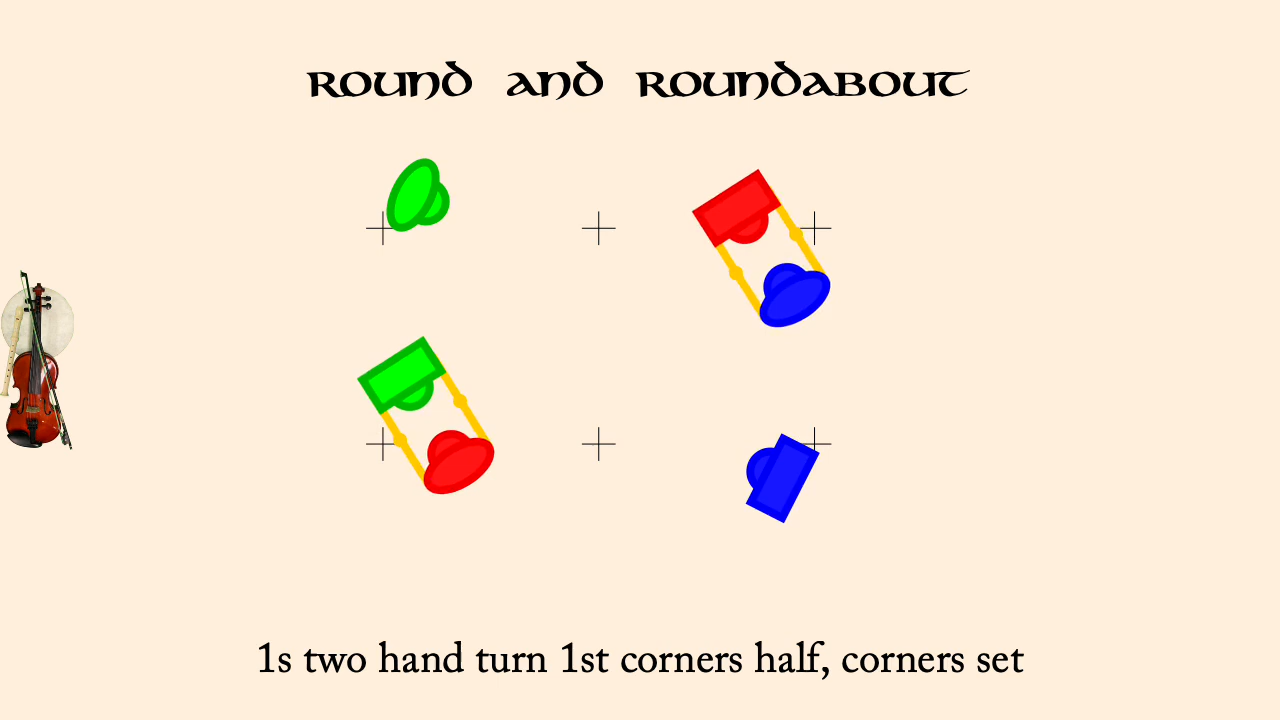 Round and Roundabout
1s two hand turn 1st corners half, corners set